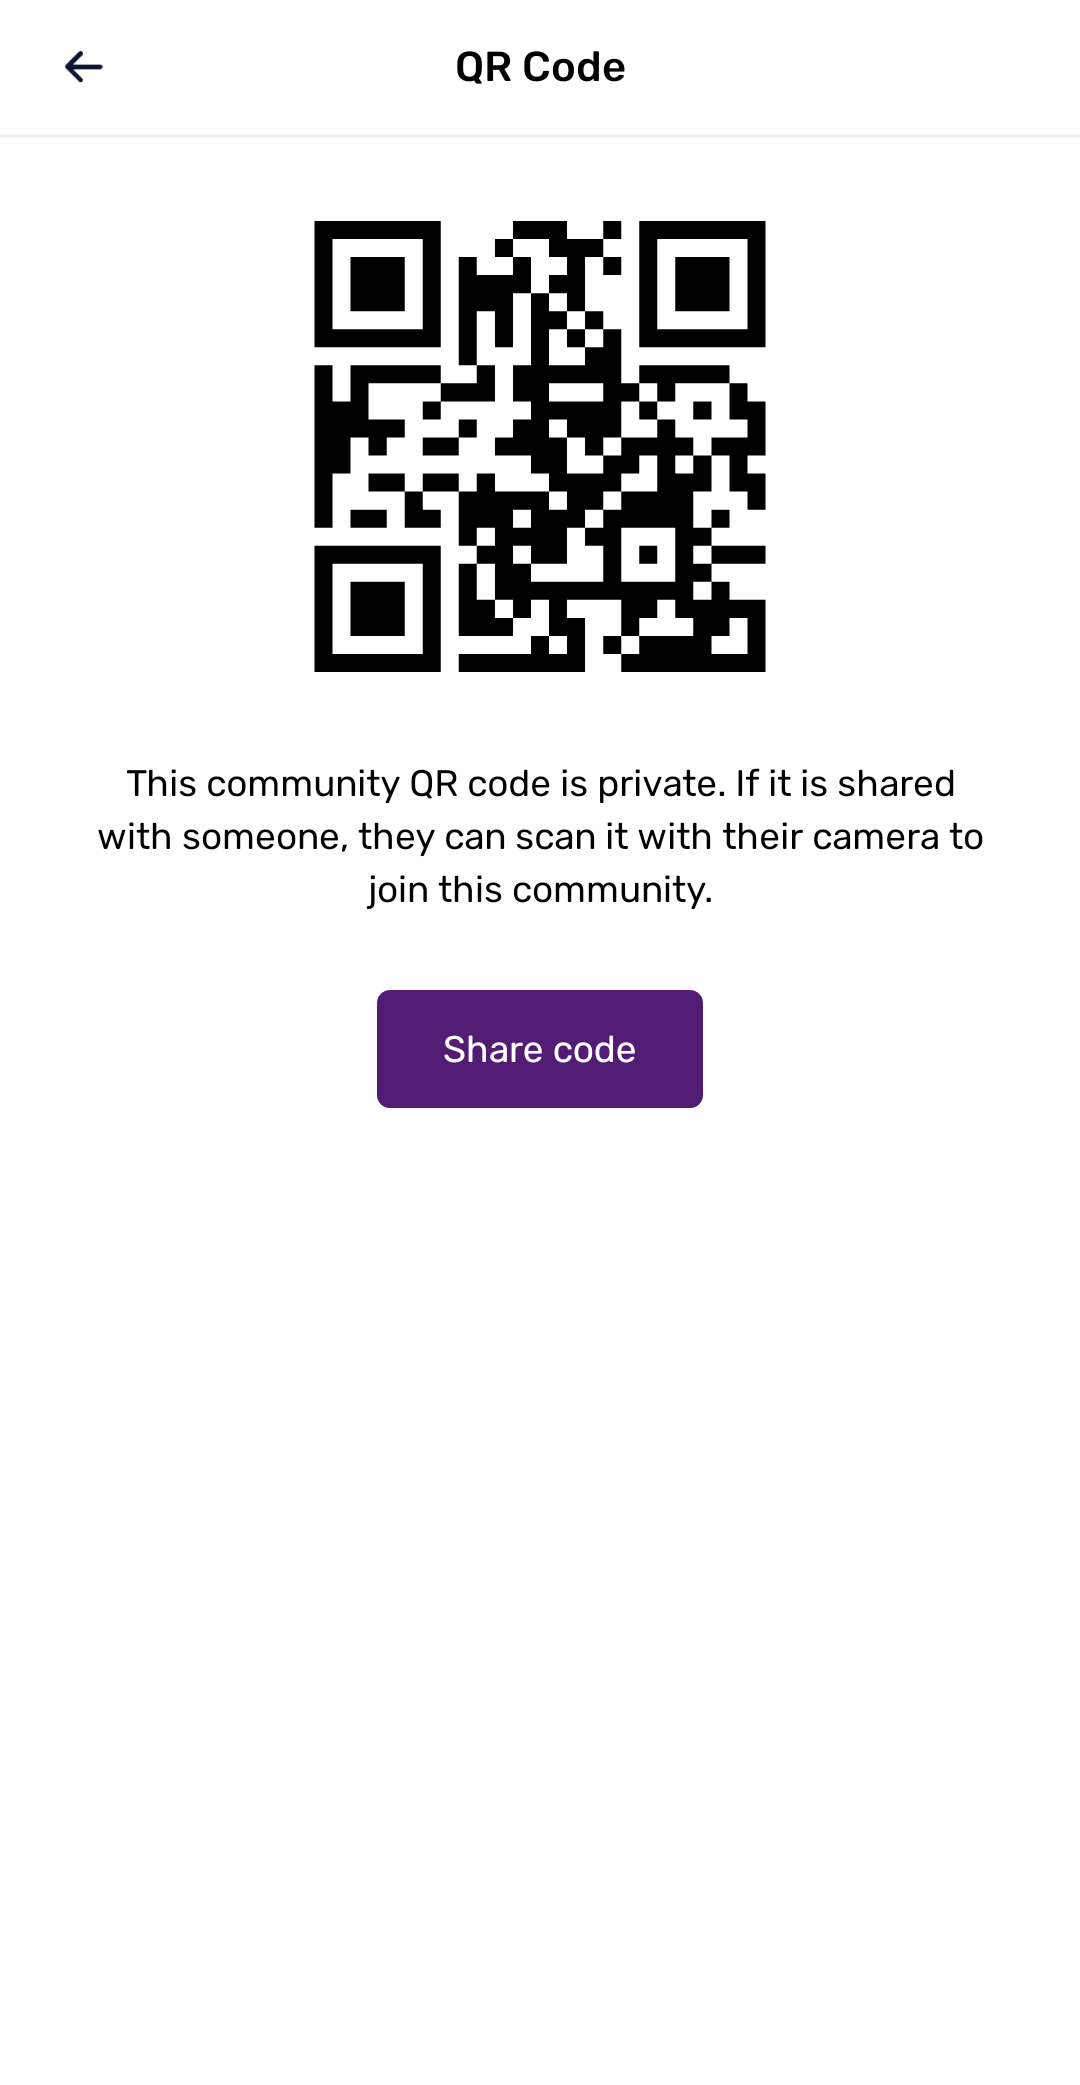 QR Code
This community QR code is private. If it is shared
with someone, they can scan it with their camera to
join this community.
Share code